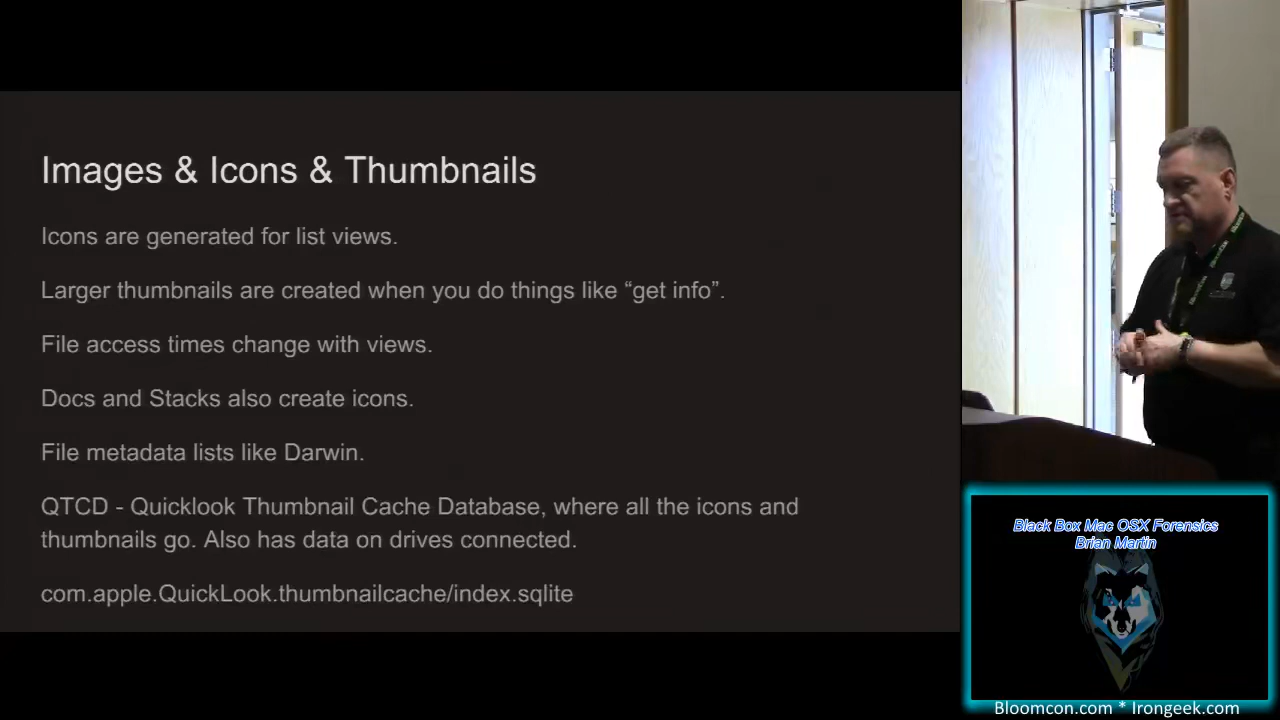 Images & Icons & Thumbnails
Icons are generated for list views.
Larger thumbnails are created when you do things like “get info”.
File access times change with views.
Docs and Stacks also create icons.
File metadata lists like Darwin.
QTCD - Quicklook Thumbnail Cache Database, where all the icons and
thumbnails go. Also has data on drives connected.
com.apple.QuickLook.thumbnailcache/index.sqlite
Black Box Mac OSX Forensics
Brian Martin
Bloomcon.com * Irongeek.com